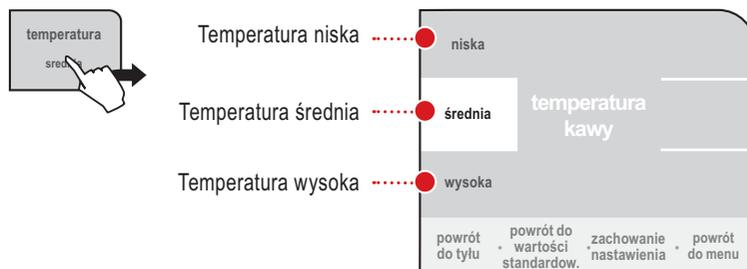 temperatura
średnia
Temperatura niska
Temperatura średnia
Temperatura wysoka
niska
średnia
wysoka
temperatura
kawy
powrót
do tyłu
powrót do
wartości
standardow.
zachowanie
nastawienia
powrót
do menu